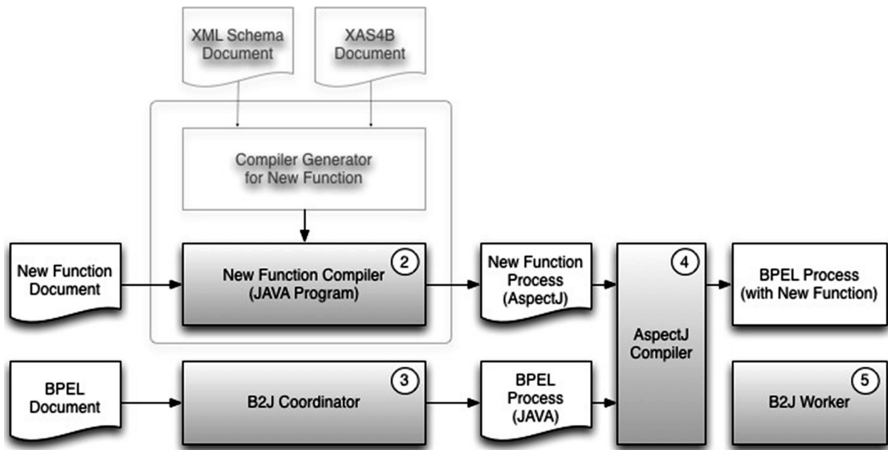 XML Schema
Document
XAS4B
Document
Compiler Generator
for New Function
New Function
Document
2
New Function Compiler
(JAVA Program)
New Function
Process
(AspectJ)
4
AspectJ
Compiler
BPEL Process
(with New Function)
BPEL
Document
3
B2J Coordinator
BPEL
Process
(JAVA)
5
B2J Worker